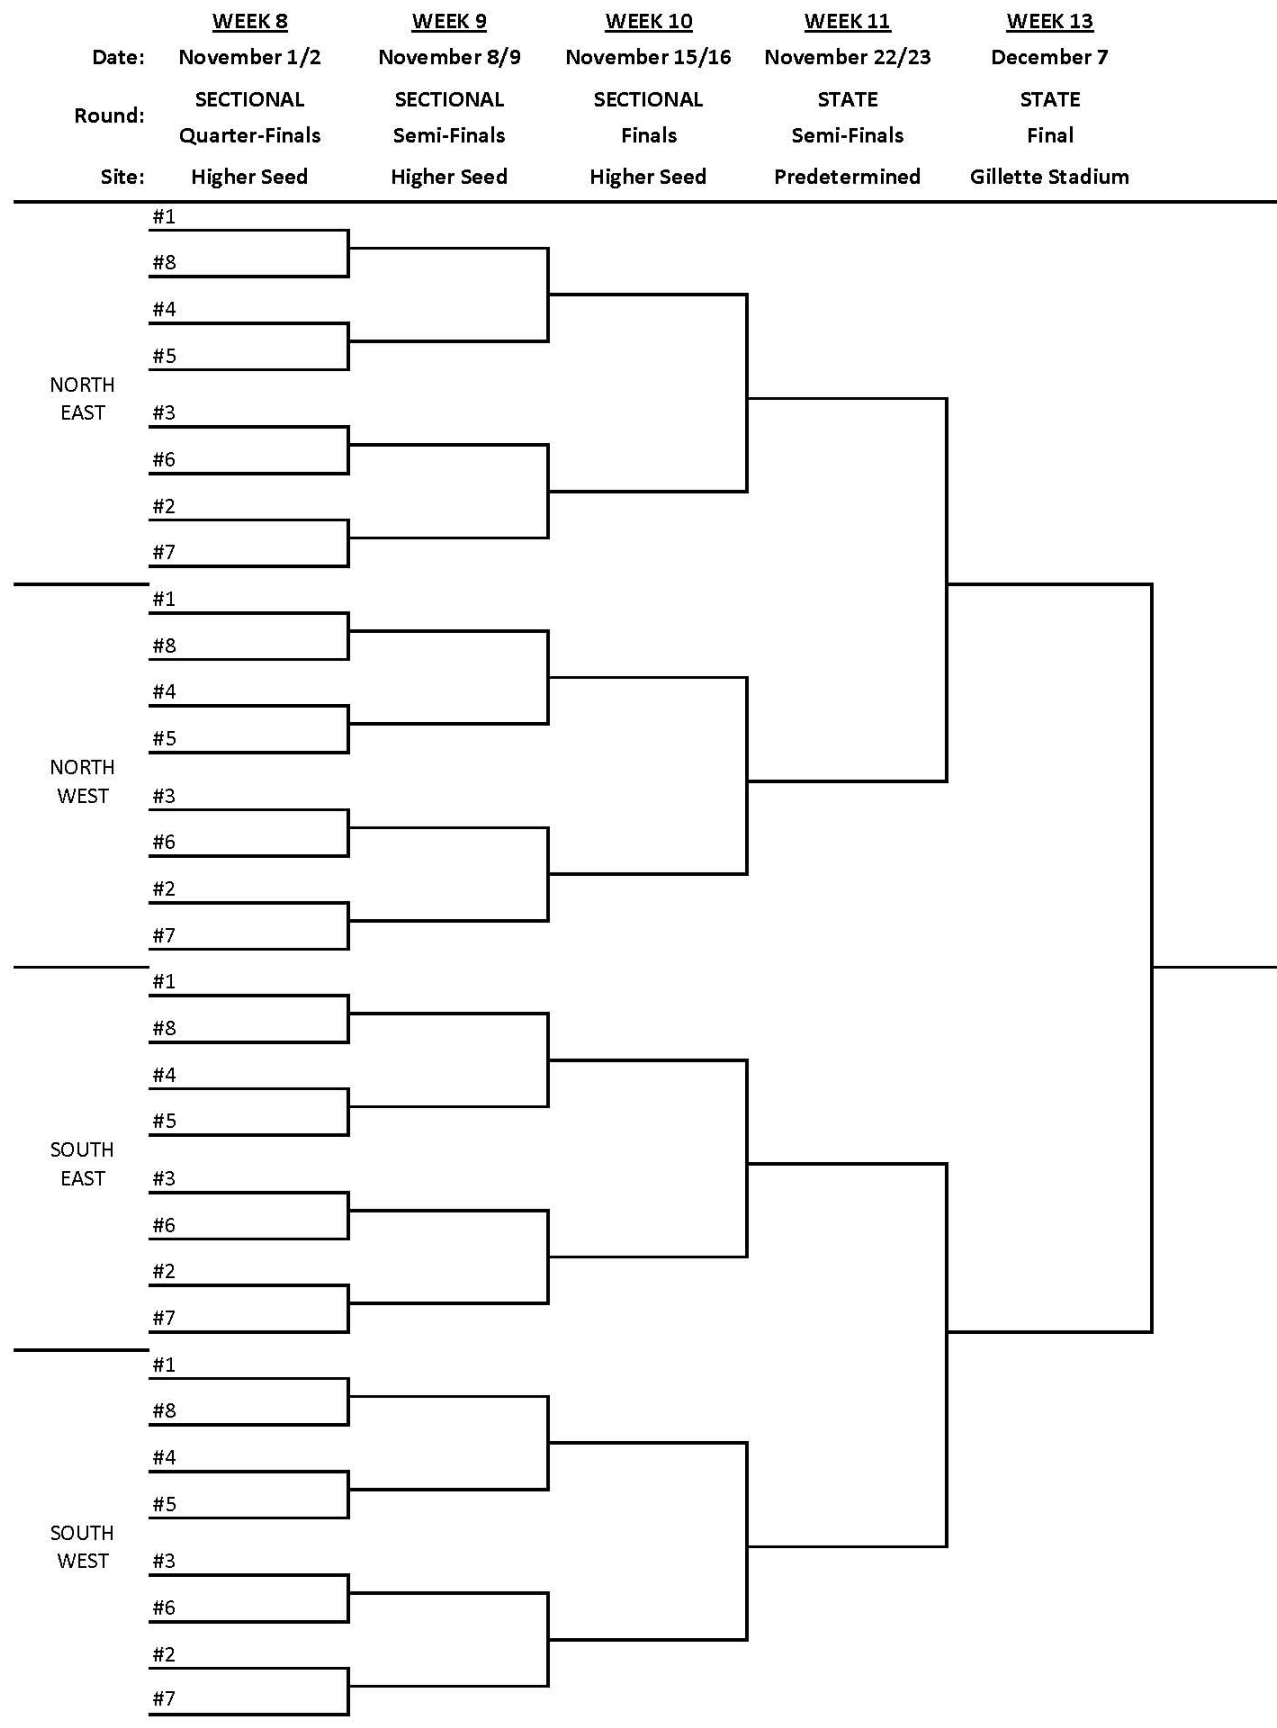 WEEK 8 WEEK 9 WEEK 10 WEEK 11 WEEK 13
Date: November 1/2 November 8/9 November 15/16 November 22/23 December 7
SECTIONAL SECTIONAL SECTIONAL STATE STATE
Round:
Quarter-Finals Semi-Finals Finals Semi-Finals Final
Site: Higher Seed Higher Seed Higher Seed Predetermined Gillette Stadium
#1
#8
#4
#5
NORTH
EAST
#3
#6
#2
#7
#1
#8
#4
#5
NORTH
WEST
#3
#6
#2
#7
#1
#8
#4
#5
SOUTH
EAST
#3
#6
#2
#7
#1
#8
#4
#5
SOUTH
WEST
#3
#6
#2
#7